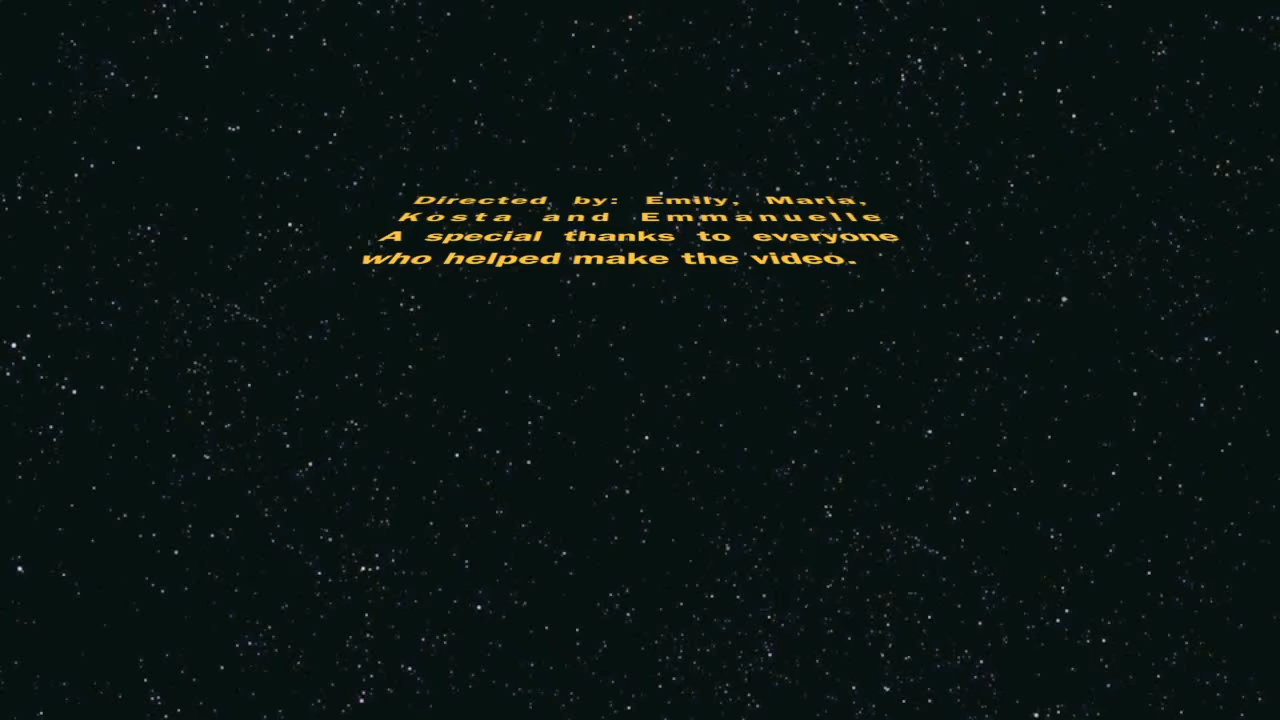 Directed by: Emily, Maria,
Kosta and Emmanuelle
A special thanks to everyone
who helped make the video.